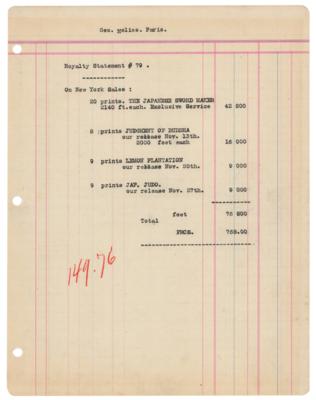 Geo. Melies. Paris.
Royalty Statement # 79 .
On New York Sales :
20 prints. THE JAPANESE SWORD MAKER
2140 ft.each. Exclusive Service 42 800
8 prints JUDGMENT OF BUDDHA
our release Nov. 13th.
2000 feet each 16 000
9 prints LEMON PLANTATION
our release Nov. 20th. 9 000
9 prints JAP. JUDO.
our release Nov. 27th. 9 000
feet 76 800
Total
FRCS. 768.00
149.76